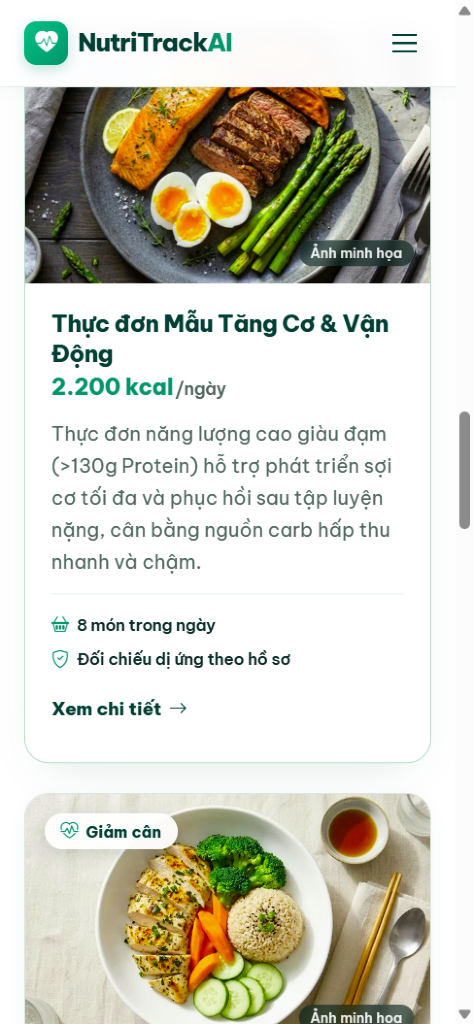 NutriTrackAI
Ảnh minh họa
Thực đơn Mẫu Tăng Cơ & Vận
Động
2.200 kcal/ngày
Thực đơn năng lượng cao giàu đạm
(>130g Protein) hỗ trợ phát triển sợi
cơ tối đa và phục hồi sau tập luyện
nặng, cân bằng nguồn carb hấp thu
nhanh và chậm.
8 món trong ngày
Đối chiếu dị ứng theo hồ sơ
Xem chi tiết →
Giảm cân
Ảnh minh họa